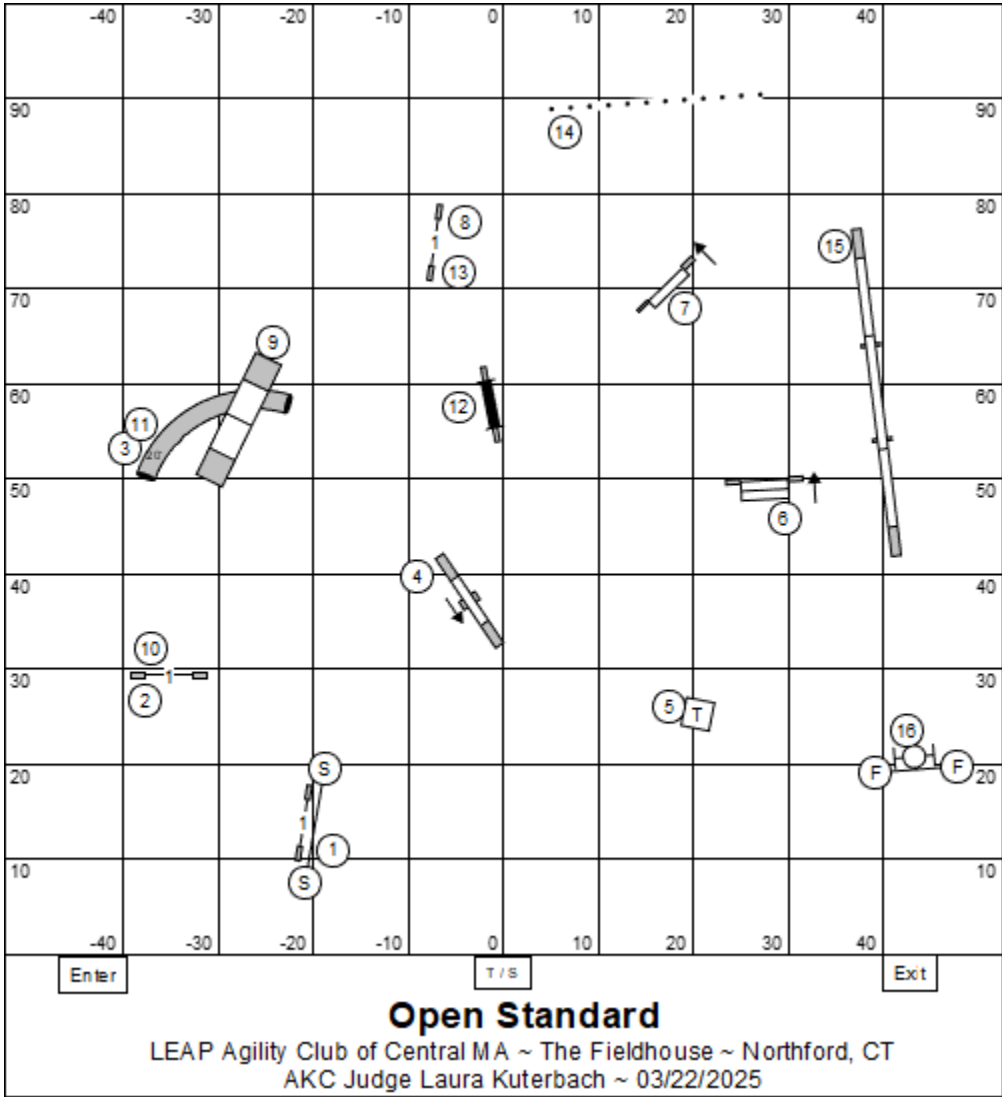 -40 -30 -20 -10 0 10 20 30 40
90 90
14
80 80
8
1
15
13
70 70
7
9
60 60
12
11
3
20'
50 50
6
4
40 40
10
30 1 30
2
5 T
16
20 S F F 20
1
1
10 10
S
-40 -30 -20 -10 0 10 20 30 40
Enter T / S Exit
Open Standard
LEAP Agility Club of Central MA ~ The Fieldhouse ~ Northford, CT
AKC Judge Laura Kuterbach ~ 03/22/2025